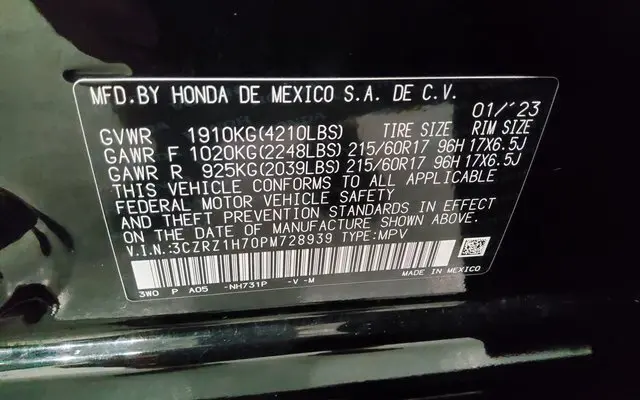 MFD. BY HONDA DE MEXICO S.A. DE C.V.
01/'23
GVWR 1910KG(4210LBS) TIRE SIZE RIM SIZE
GAWR F 1020KG(2248LBS) 215/60R17 96H 17X6.5J
GAWR R 925KG(2039LBS) 215/60R17 96H 17X6.5J
THIS VEHICLE CONFORMS TO ALL APPLICABLE
FEDERAL MOTOR VEHICLE SAFETY
AND THEFT PREVENTION STANDARDS IN EFFECT
ON THE DATE OF MANUFACTURE SHOWN ABOVE.
V.I.N.:3CZRZ1H70PM728939 TYPE:MPV
3W0 P A05 -NH731P -V -M MADE IN MEXICO